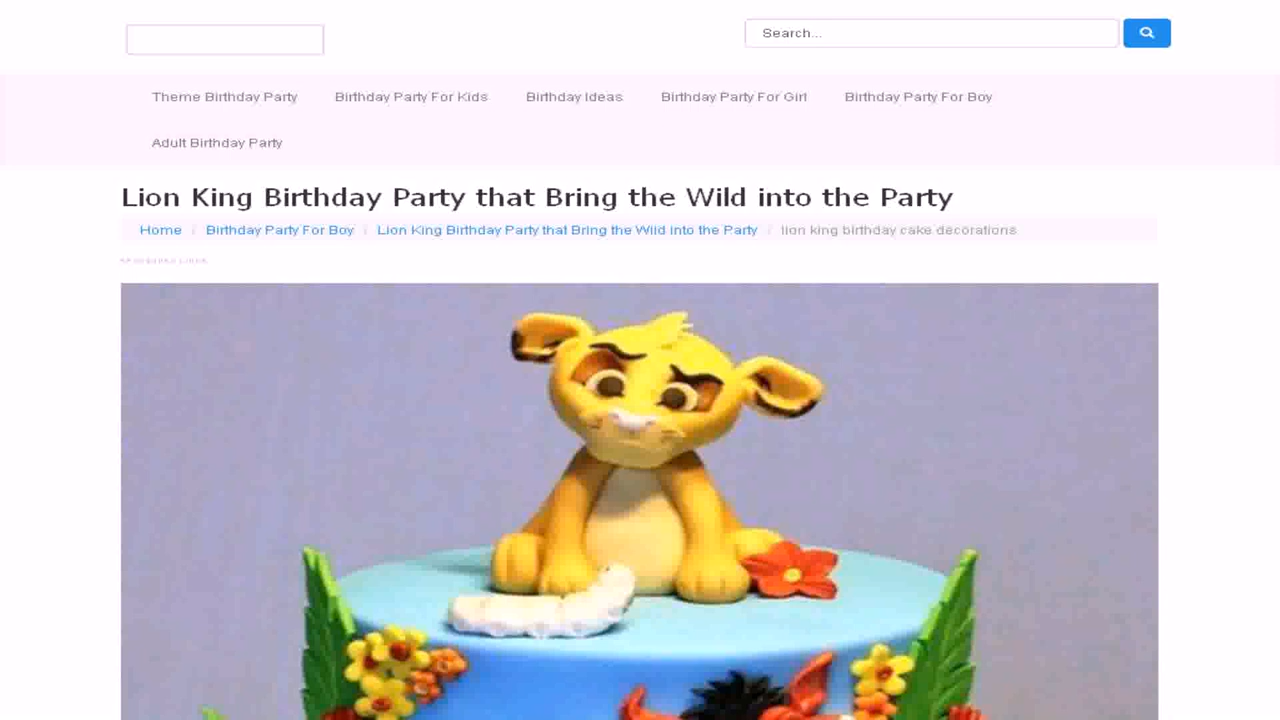 Search...
Theme Birthday Party Birthday Party For Kids Birthday Ideas Birthday Party For Girl Birthday Party For Boy
Adult Birthday Party
Lion King Birthday Party that Bring the Wild into the Party
Home / Birthday Party For Boy / Lion King Birthday Party that Bring the Wild into the Party / lion king birthday cake decorations